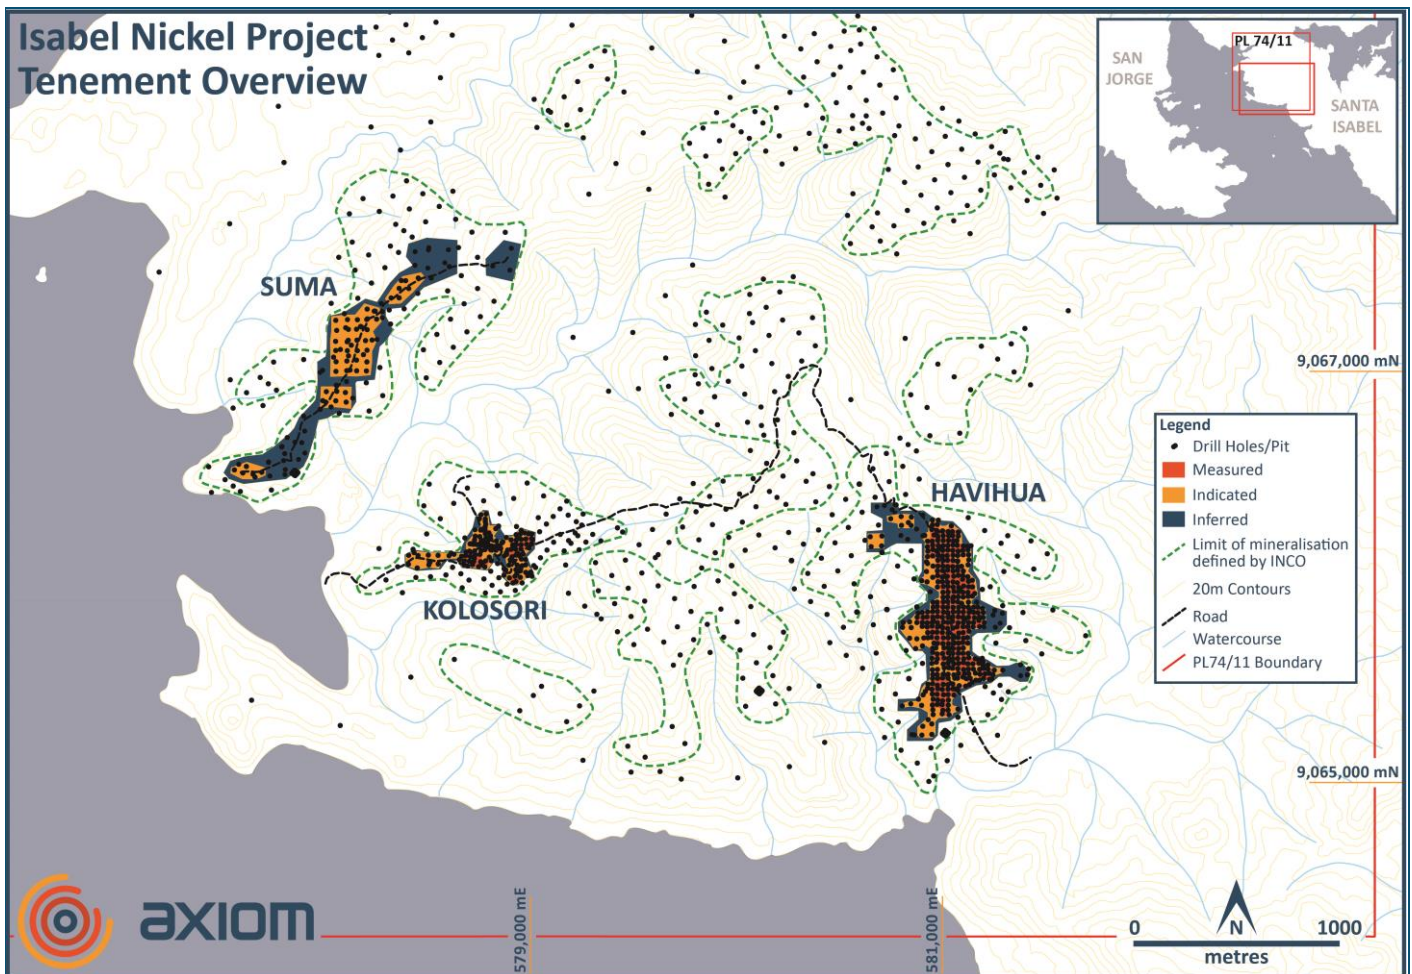 Isabel Nickel Project
Tenement Overview
PL 74/11
SAN
JORGE
SANTA
ISABEL
SUMA
9,067,000 mN
Legend
Drill Holes/Pit
Measured
Indicated
Inferred
Limit of mineralisation
defined by INCO
20m Contours
Road
Watercourse
PL74/11 Boundary
HAVIHUA
KOLOSORI
9,065,000 mN
axiom
579,000 mE
581,000 mE
0
N
1000
metres